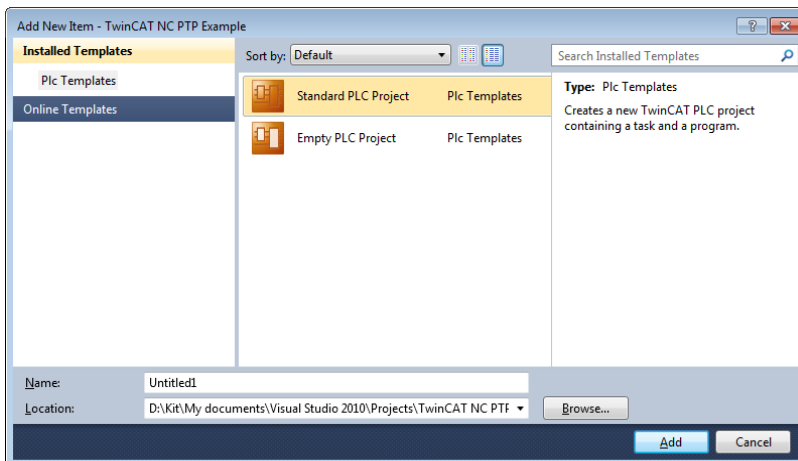 Add New Item - TwinCAT NC PTP Example
Installed Templates
Plc Templates
Online Templates
Sort by: Default
Search Installed Templates
Standard PLC Project Plc Templates
Empty PLC Project Plc Templates
Type: Plc Templates
Creates a new TwinCAT PLC project
containing a task and a program.
Name: Untitled1
Location: D:\Kit\My documents\Visual Studio 2010\Projects\TwinCAT NC PTF Browse...
Add Cancel